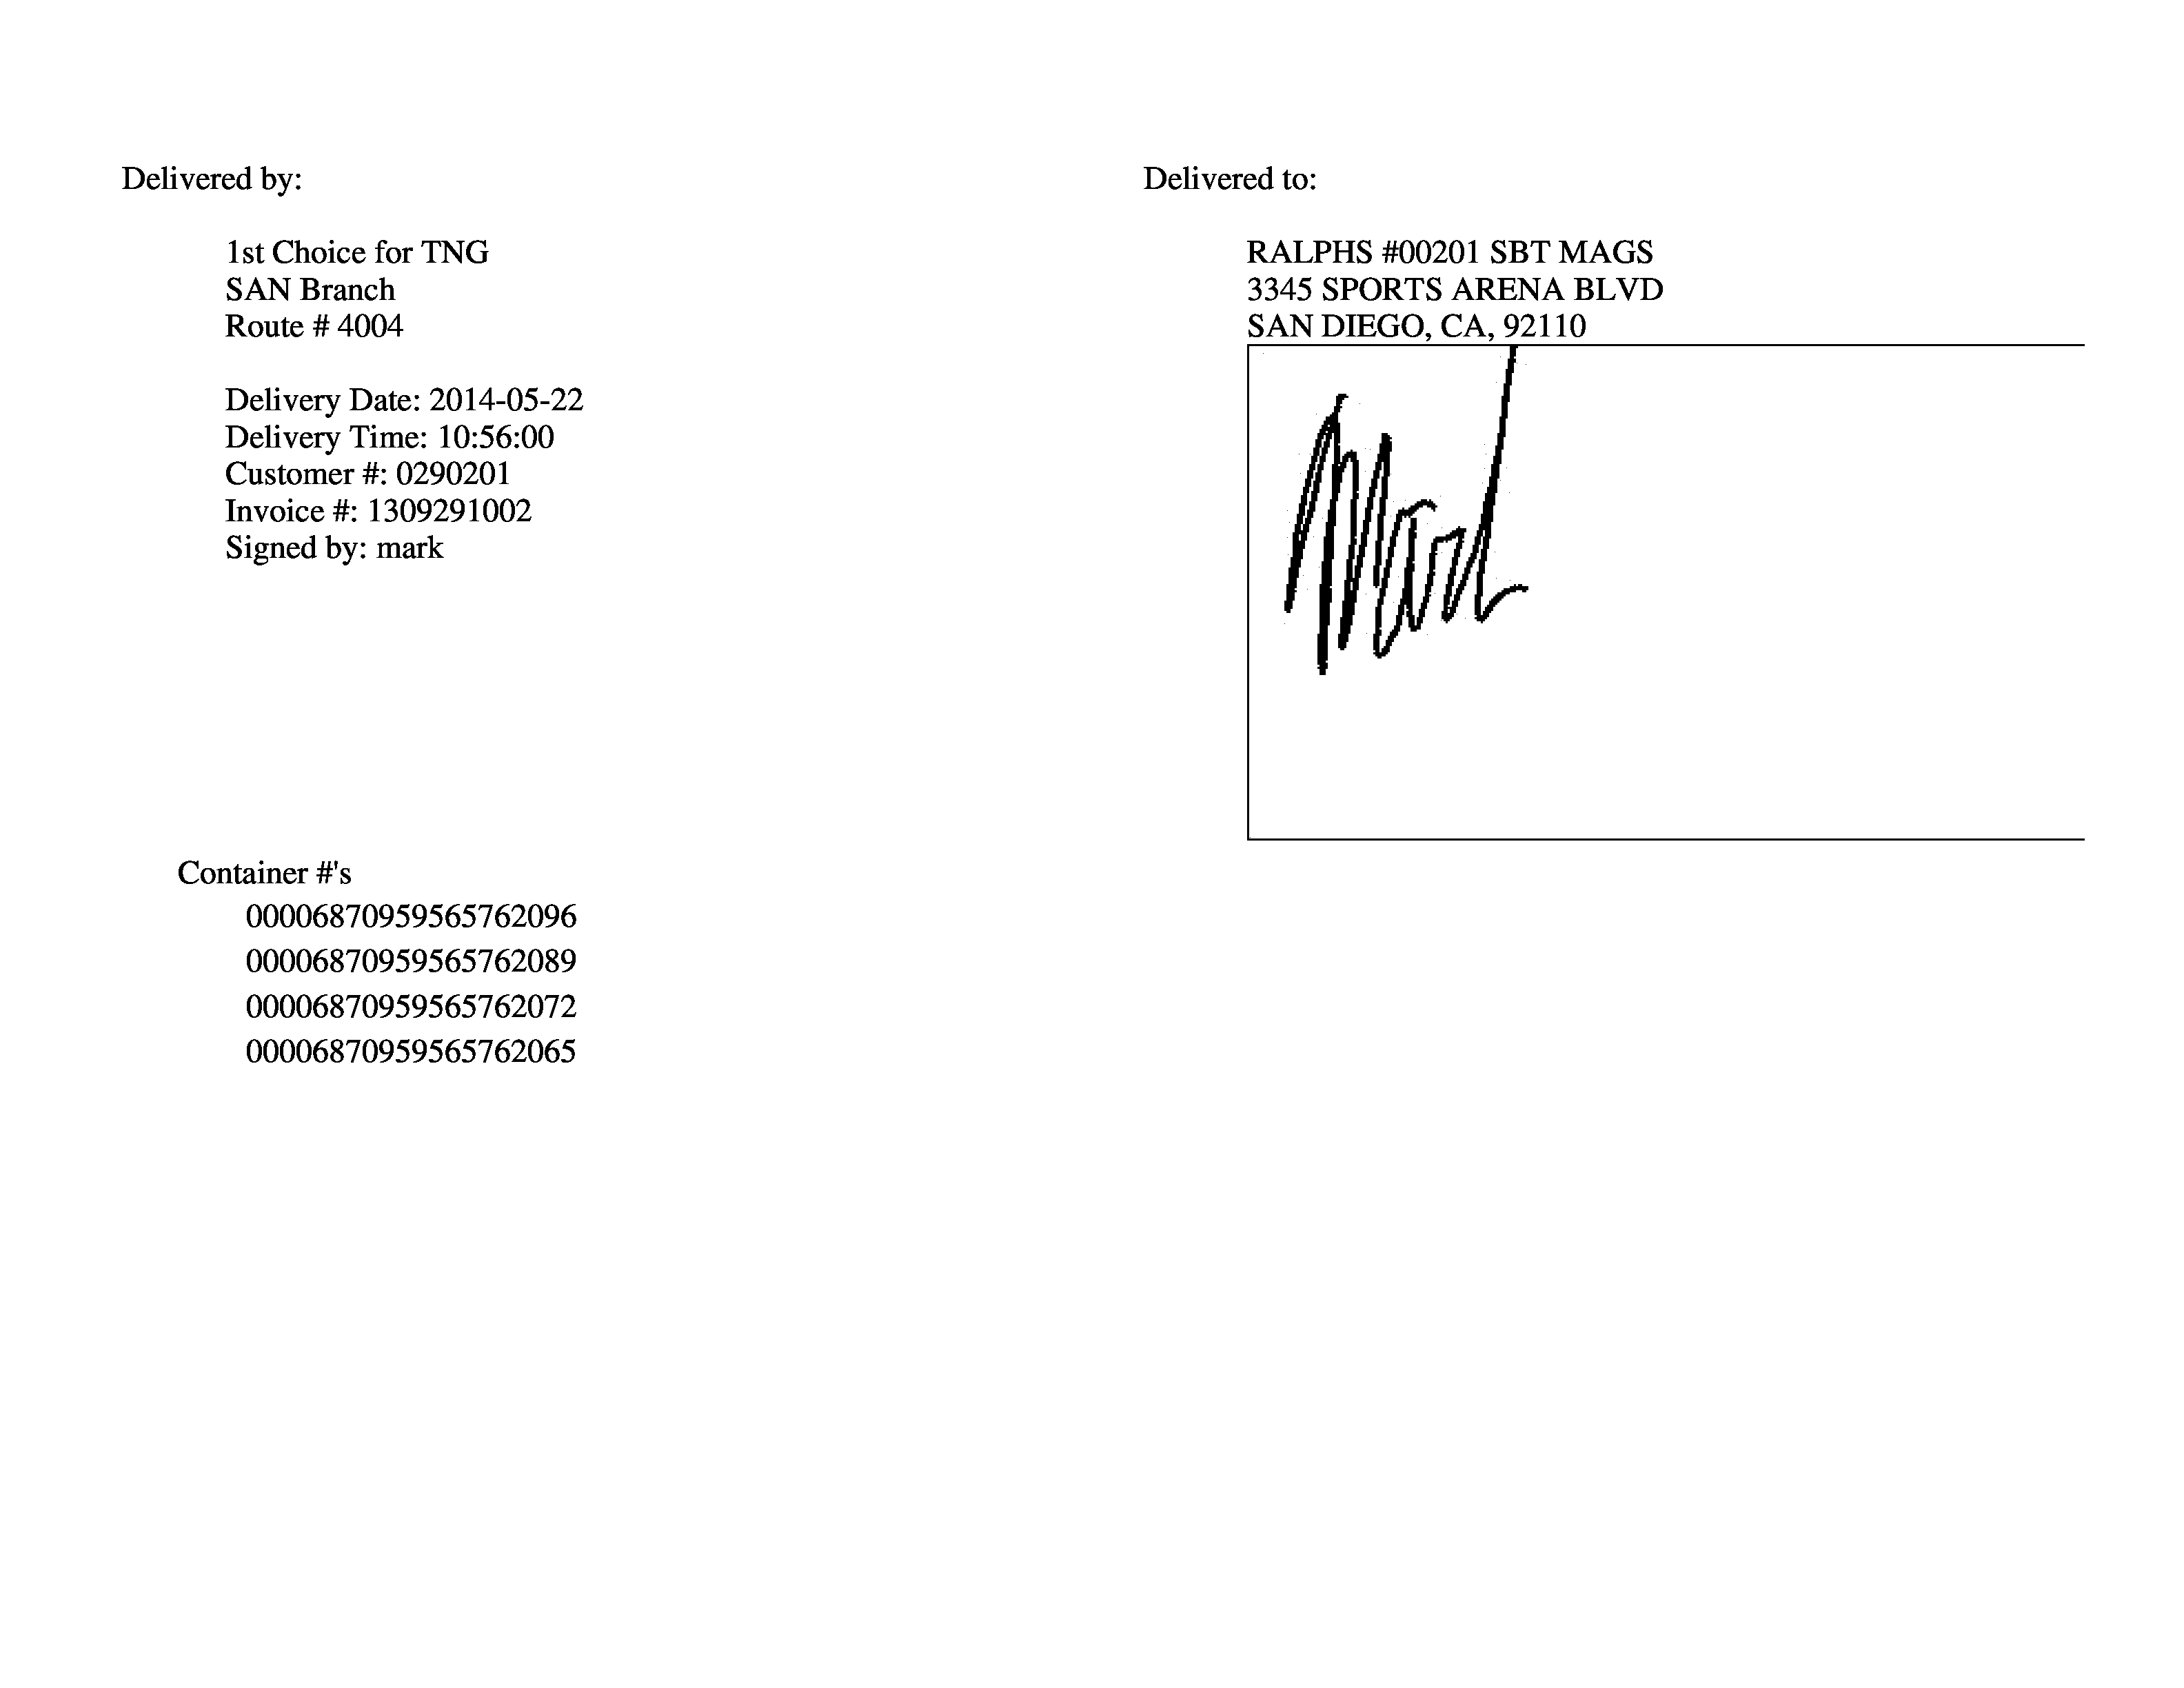 Delivered by:
1st Choice for TNG
SAN Branch
Route # 4004
Delivery Date: 2014-05-22
Delivery Time: 10:56:00
Customer #: 0290201
Invoice #: 1309291002
Signed by: mark
Delivered to:
RALPHS #00201 SBT MAGS
3345 SPORTS ARENA BLVD
SAN DIEGO, CA, 92110
Mark
Container #'s
00006870959565762096
00006870959565762089
00006870959565762072
00006870959565762065